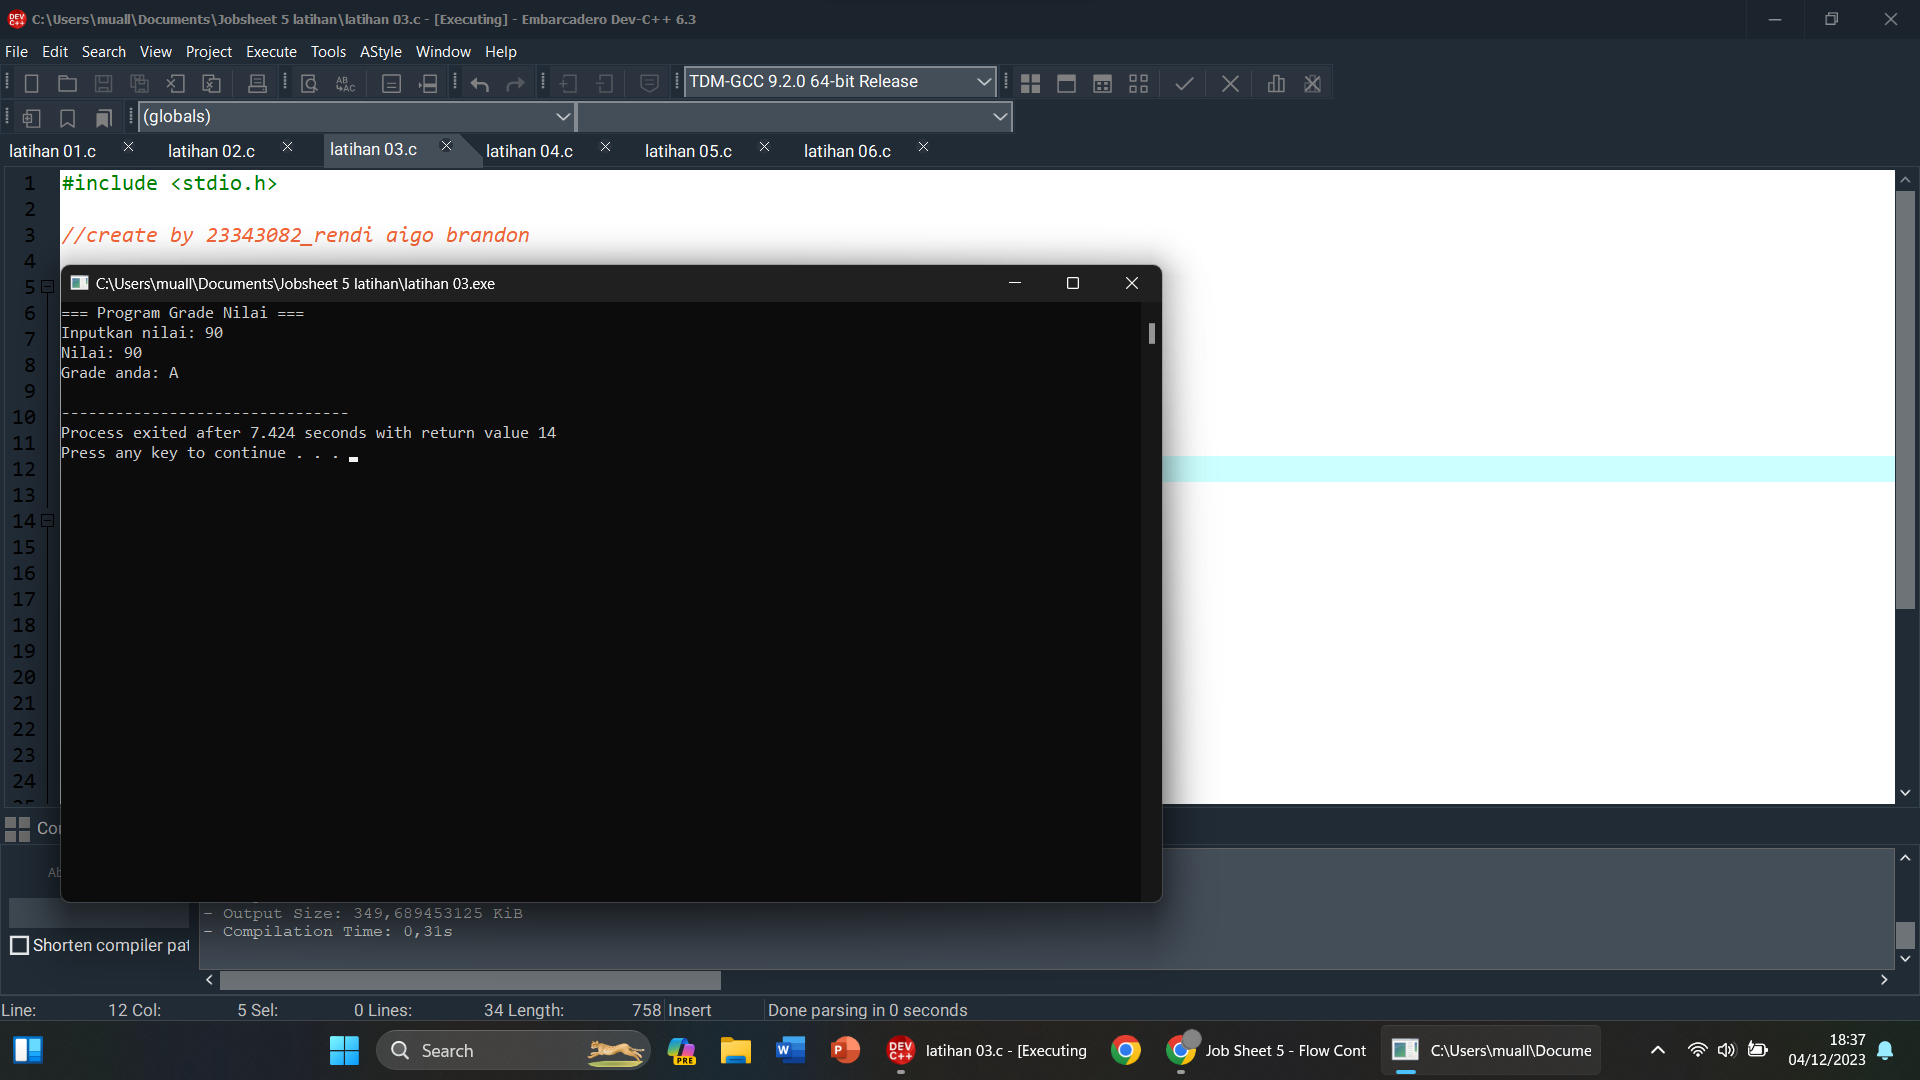 C:\Users\muall\Documents\Jobsheet 5 latihan\latihan 03.c - [Executing] - Embarcadero Dev-C++ 6.3
File Edit Search View Project Execute Tools AStyle Window Help
TDM-GCC 9.2.0 64-bit Release
(globals)
latihan 01.c latihan 02.c latihan 03.c latihan 04.c latihan 05.c latihan 06.c
1 #include <stdio.h>
2
3 //create by 23343082_rendi aigo brandon
4
5
6
7
8
9
10
11
12
13
14
15
16
17
18
19
20
21
22
23
24
C:\Users\muall\Documents\Jobsheet 5 latihan\latihan 03.exe
=== Program Grade Nilai ===
Inputkan nilai: 90
Nilai: 90
Grade anda: A
--------------------------------
Process exited after 7.424 seconds with return value 14
Press any key to continue . . .
- Output Size: 349,689453125 KiB
- Compilation Time: 0,31s
Shorten compiler pat
Line: 12 Col: 5 Sel: 0 Lines: 34 Length: 758 Insert Done parsing in 0 seconds
Search
latihan 03.c - [Executing
Job Sheet 5 - Flow Cont
C:\Users\muall\Docume
18:37
04/12/2023